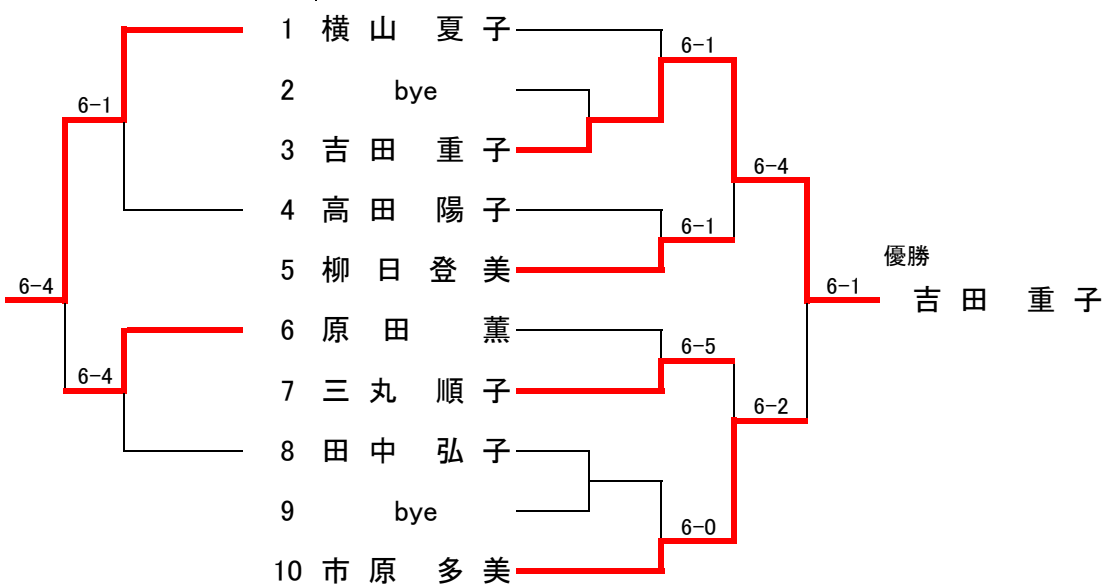 1 横山 夏子
6-1
2 bye
6-1
3 吉田 重子
6-4
4 高田 陽子
6-1
5 柳日登美
優勝
6-4
6-1
吉田 重子
6 原田 薫
6-5
6-4
7 三丸 順子
6-2
8 田中 弘子
9 bye
6-0
10 市原 多美